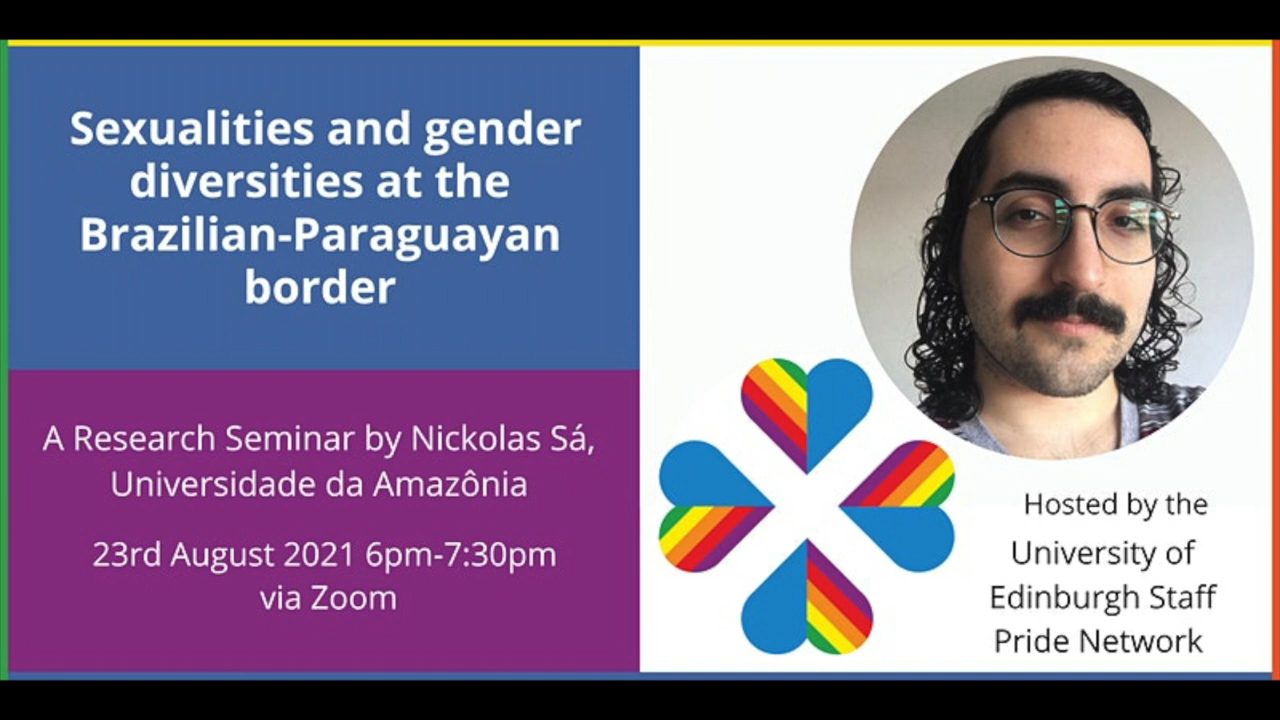 Sexualities and gender
diversities at the
Brazilian-Paraguayan
border
A Research Seminar by Nickolas Sá,
Universidade da Amazônia
23rd August 2021 6pm-7:30pm
via Zoom
Hosted by the
University of
Edinburgh Staff
Pride Network